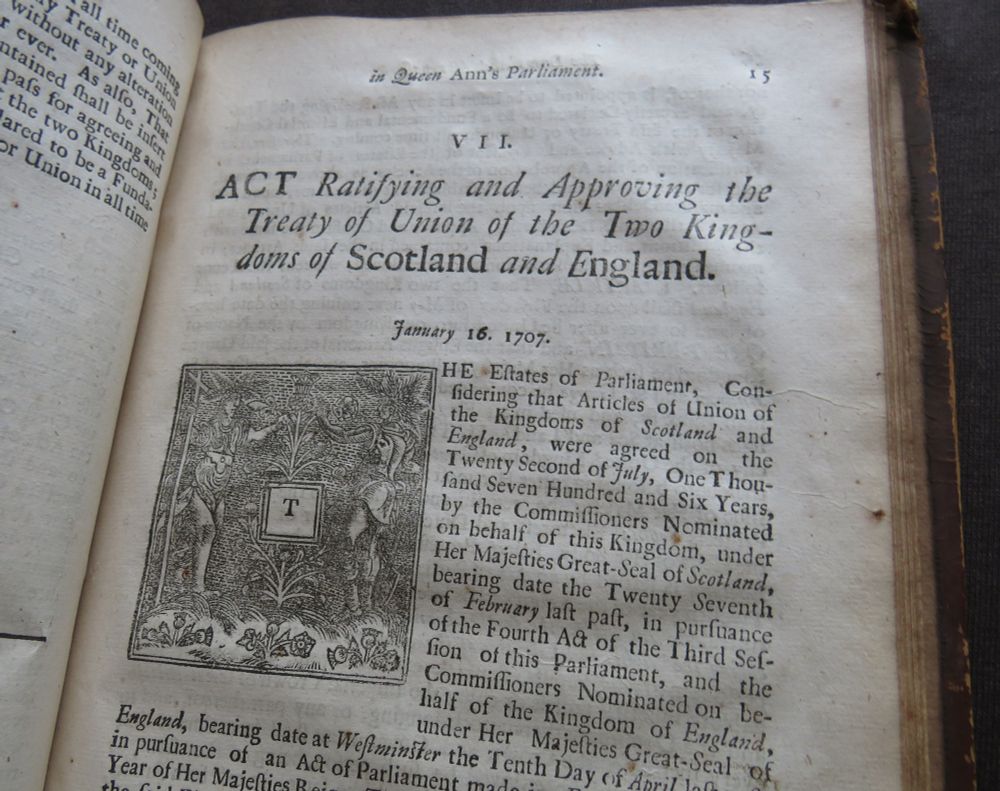 all time coming
ny Treaty or Union
without any alteration
r ever. As also, That
ntained ſhall be inſert
paſs for agreeing and
f the two Kingdoms;
lared to be a Funda-
or Union in all time
in Queen Ann's Parliament. 15
VII.
ACT Ratifying and Approving the
Treaty of Union of the Two King-
doms of Scotland and England.
January 16. 1707.
T
HE Eſtates of Parliament, Con-
ſidering that Articles of Union of
the Kingdoms of Scotland and
England, were agreed on the
Twenty Second of July, One Thou-
ſand Seven Hundred and Six Years,
by the Commiſſioners Nominated
on behalf of this Kingdom, under
Her Majeſties Great-Seal of Scotland,
bearing date the Twenty Seventh
of February laſt paſt, in purſuance
of the Fourth Act of the Third Seſ-
ſion of this Parliament, and the
Commiſſioners Nominated on be-
half of the Kingdom of England,
under Her Majeſties Great-Seal of
England, bearing date at Weſtminſter the Tenth Day of April
in purſuance of an Act of Parliament made in
Year of Her Majeſties
the ſaid